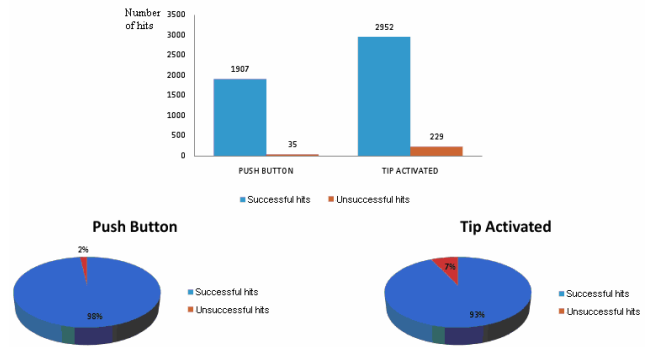 Number
of hits
3500
3000
2500
2000
1500
1000
500
0
1907
35
2952
229
PUSH BUTTON
TIP ACTIVATED
Successful hits
Unsuccessful hits
Push Button
2%
98%
Successful hits
Unsuccessful hits
Tip Activated
7%
93%
Successful hits
Unsuccessful hits